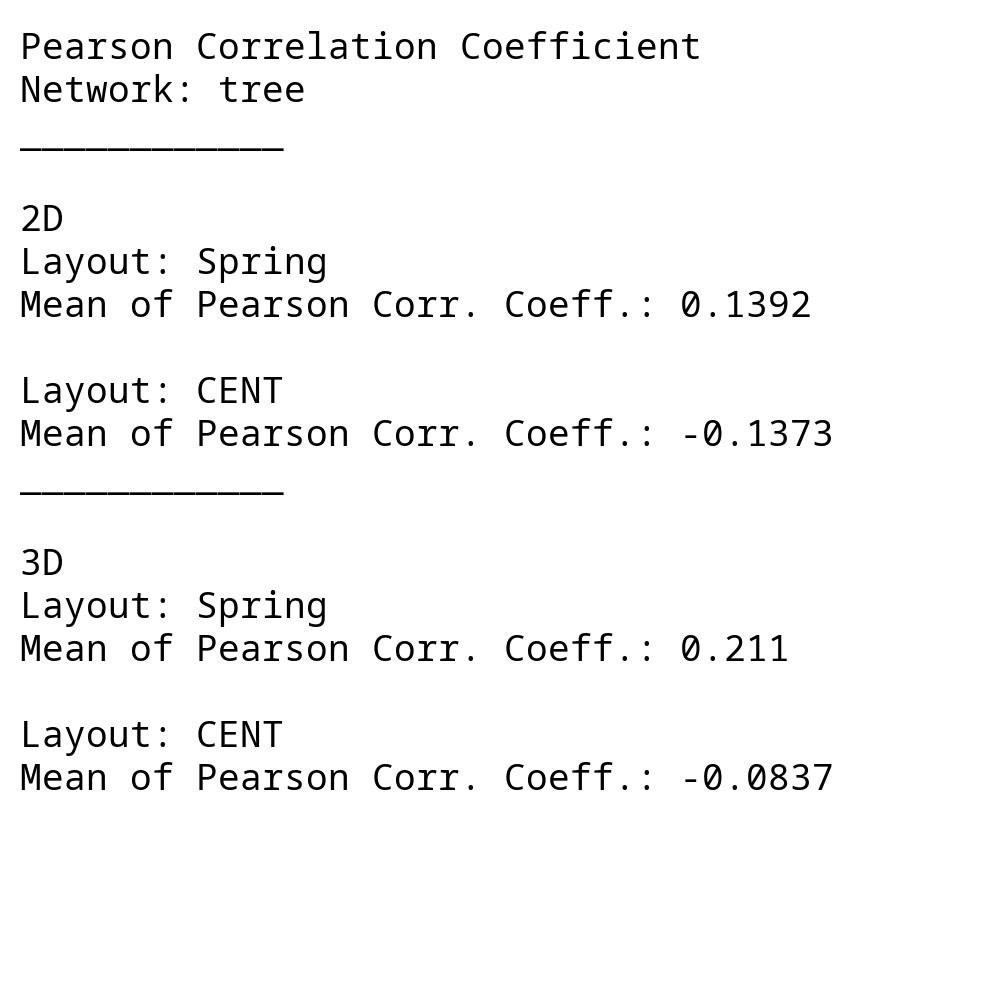 Pearson Correlation Coefficient
Network: tree
____________
2D
Layout: Spring
Mean of Pearson Corr. Coeff.: 0.1392
Layout: CENT
Mean of Pearson Corr. Coeff.: -0.1373
____________
3D
Layout: Spring
Mean of Pearson Corr. Coeff.: 0.211
Layout: CENT
Mean of Pearson Corr. Coeff.: -0.0837